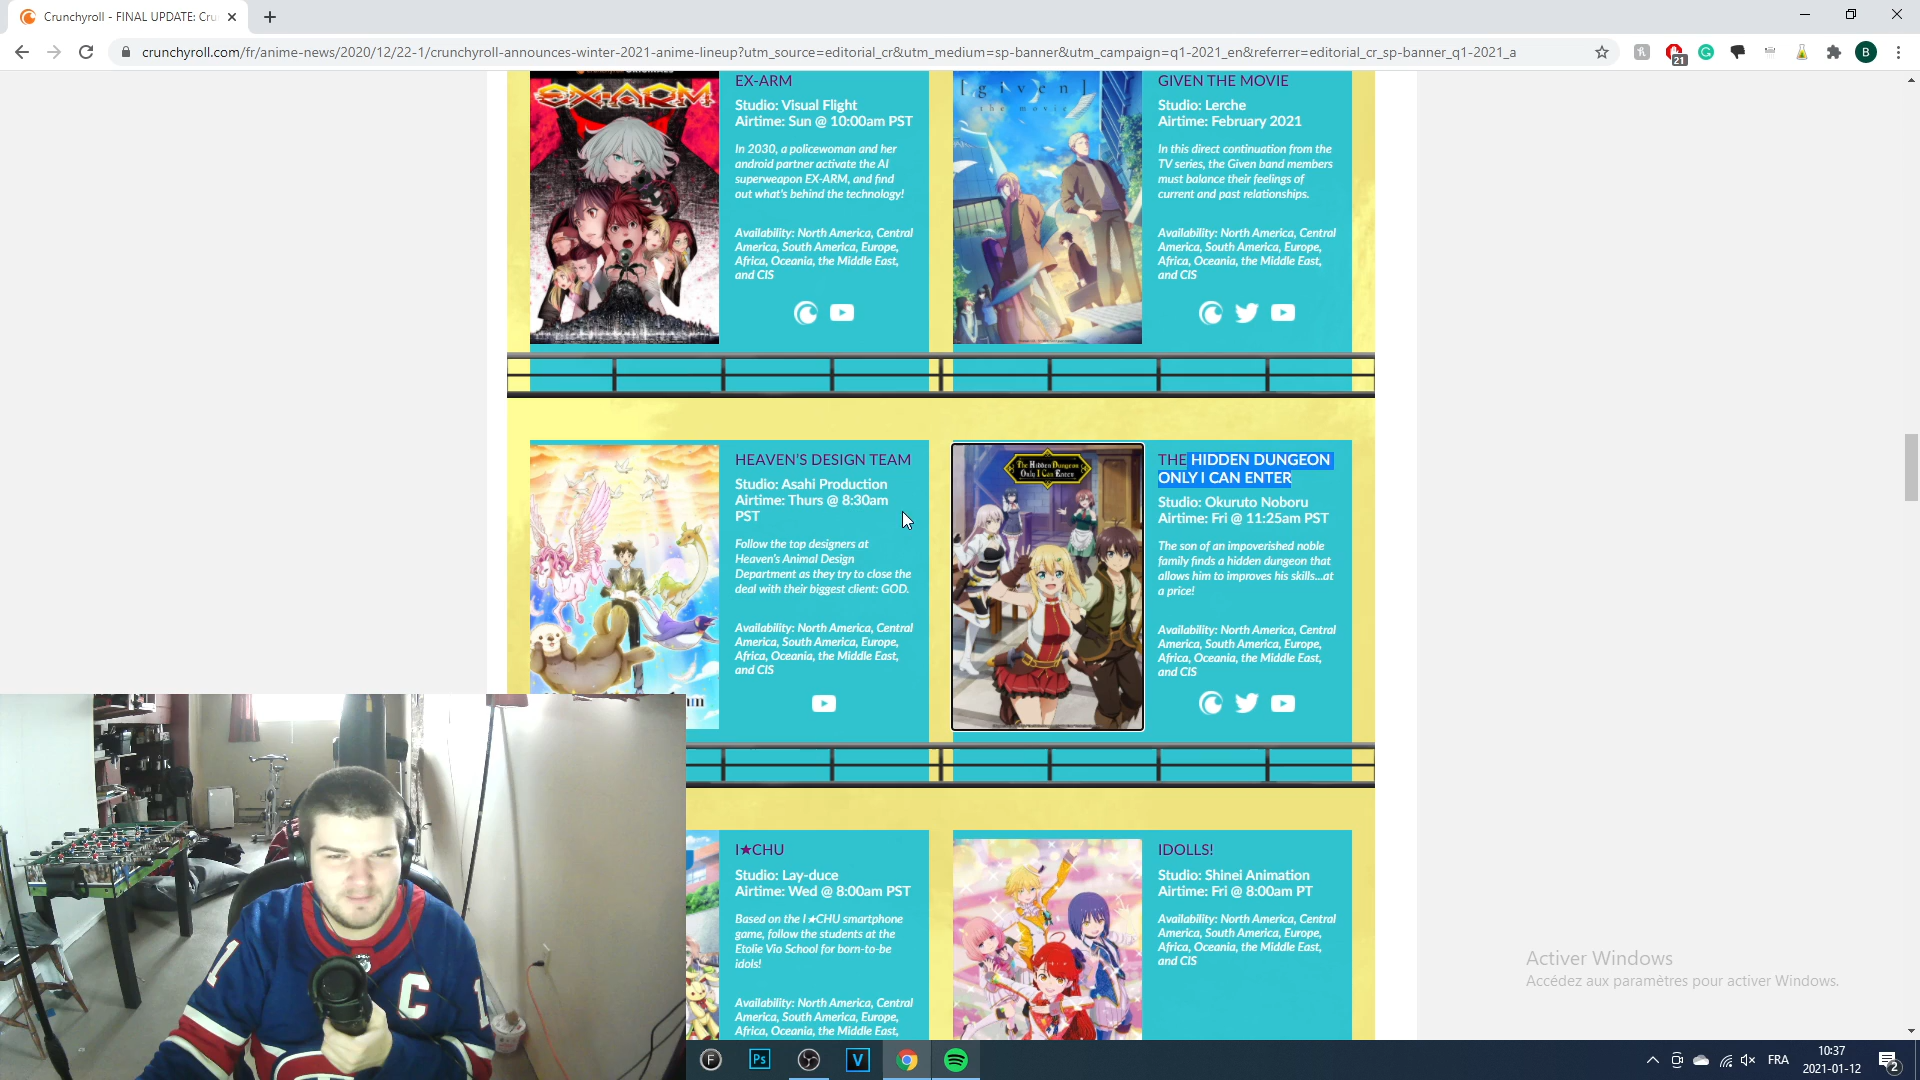 Crunchyroll - FINAL UPDATE: Cru
crunchyroll.com/fr/anime-news/2020/12/22-1/crunchyroll-announces-winter-2021-anime-lineup?utm_source=editorial_cr&utm_medium=sp-banner&utm_campaign=q1-2021_en&referrer=editorial_cr_sp-banner_q1-2021_a
21
B
EX-ARM
EX-ARM
Studio: Visual Flight
Airtime: Sun @ 10:00am PST
In 2030, a policewoman and her
android partner activate the AI
superweapon EX-ARM, and find
out what's behind the technology!
Availability: North America, Central
America, South America, Europe,
Africa, Oceania, the Middle East,
and CIS
[given]
the movie
GIVEN THE MOVIE
Studio: Lerche
Airtime: February 2021
In this direct continuation from the
TV series, the Given band members
must balance their feelings of
current and past relationships.
Availability: North America, Central
America, South America, Europe,
Africa, Oceania, the Middle East,
and CIS
HEAVEN'S DESIGN TEAM
Studio: Asahi Production
Airtime: Thurs @ 8:30am
PST
Follow the top designers at
Heaven's Animal Design
Department as they try to close the
deal with their biggest client: GOD.
Availability: North America, Central
America, South America, Europe,
Africa, Oceania, the Middle East,
and CIS
The Hidden Dungeon
Only I Can Enter
THE HIDDEN DUNGEON
ONLY I CAN ENTER
Studio: Okuruto Noboru
Airtime: Fri @ 11:25am PST
The son of an impoverished noble
family finds a hidden dungeon that
allows him to improves his skills...at
a price!
Availability: North America, Central
America, South America, Europe,
Africa, Oceania, the Middle East,
and CIS
I★CHU
Studio: Lay-duce
Airtime: Wed @ 8:00am PST
Based on the I★CHU smartphone
game, follow the students at the
Etolie Vio School for born-to-be
idols!
Availability: North America, Central
America, South America, Europe,
Africa, Oceania, the Middle East,
IDOLLS!
Studio: Shinei Animation
Airtime: Fri @ 8:00am PT
Availability: North America, Central
America, South America, Europe,
Africa, Oceania, the Middle East,
and CIS
C
Activer Windows
Accédez aux paramètres pour activer Windows.
F
Ps
V
FRA
10:37
2021-01-12
2